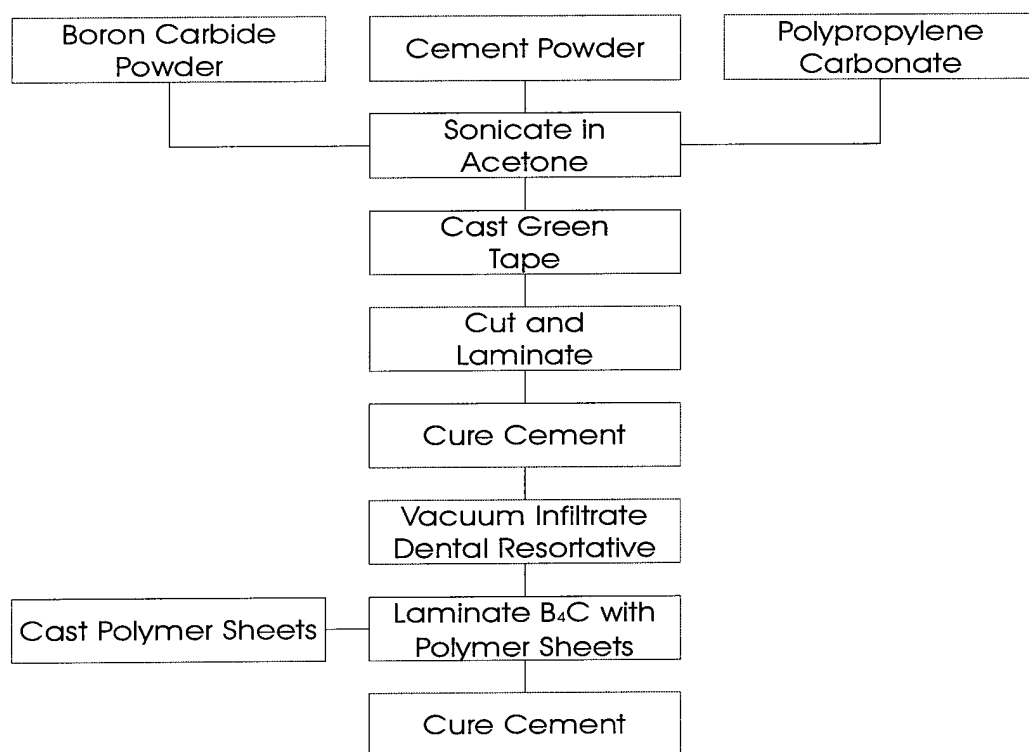 Boron Carbide
Powder
Cement Powder
Polypropylene
Carbonate
Sonicate in
Acetone
Cast Green
Tape
Cut and
Laminate
Cure Cement
Vacuum Infiltrate
Dental Resortative
Cast Polymer Sheets
Laminate B₄C with
Polymer Sheets
Cure Cement